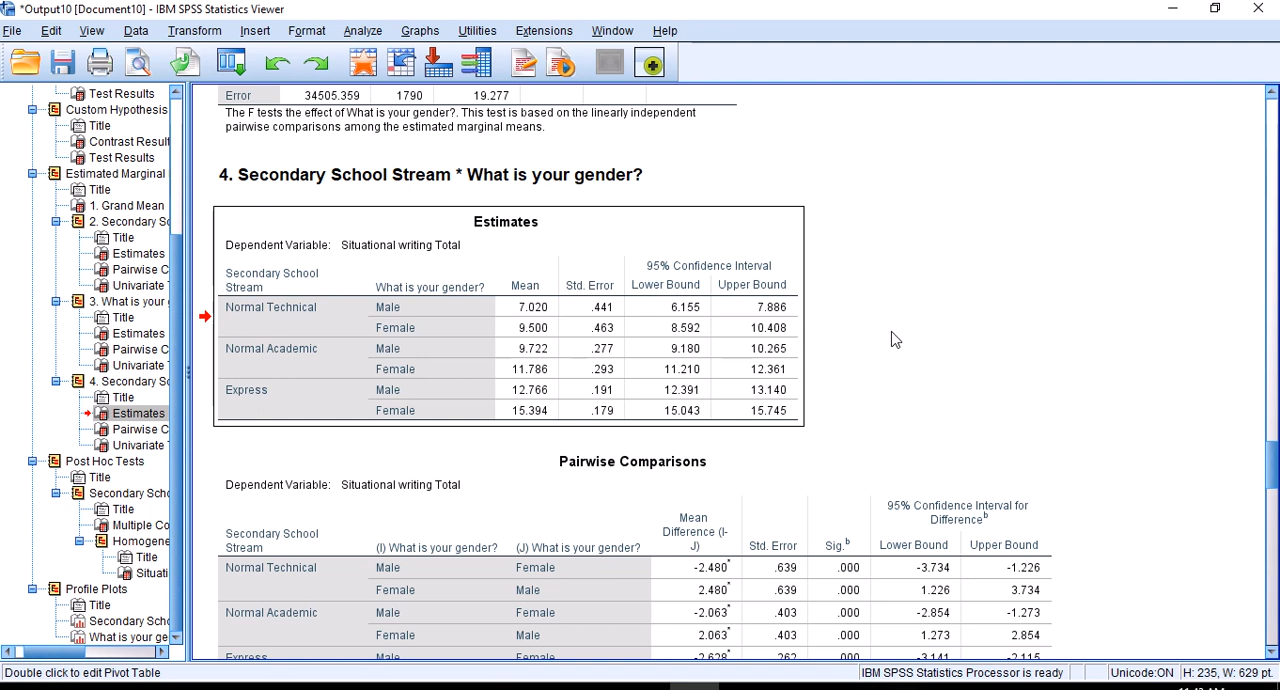 *Output10 [Document10] - IBM SPSS Statistics Viewer
File Edit View Data Transform Insert Format Analyze Graphs Utilities Extensions Window Help
Test Results
Custom Hypothesis
Title
Contrast Resul
Test Results
Estimated Marginal
Title
1. Grand Mean
2. Secondary Sc
Title
Estimates
Pairwise C
Univariate
3. What is your
Title
Estimates
Pairwise C
Univariate
4. Secondary Sc
Title
Estimates
Pairwise C
Univariate
Post Hoc Tests
Title
Secondary Scho
Title
Multiple Co
Homogene
Title
Situati
Profile Plots
Title
Secondary Scho
What is your ge
Error 34505.359 1790 19.277
The F tests the effect of What is your gender?. This test is based on the linearly independent
pairwise comparisons among the estimated marginal means.
4. Secondary School Stream * What is your gender?
Estimates
Dependent Variable: Situational writing Total
95% Confidence Interval
Secondary School
Stream What is your gender? Mean Std. Error Lower Bound Upper Bound
Normal Technical Male 7.020 .441 6.155 7.886
Female 9.500 .463 8.592 10.408
Normal Academic Male 9.722 .277 9.180 10.265
Female 11.786 .293 11.210 12.361
Express Male 12.766 .191 12.391 13.140
Female 15.394 .179 15.043 15.745
Pairwise Comparisons
Dependent Variable: Situational writing Total
95% Confidence Interval for
Difference b
Mean
Difference (I-
J)
Secondary School
Stream (I) What is your gender? (J) What is your gender? Std. Error Sig.b Lower Bound Upper Bound
Normal Technical Male Female -2.480* .639 .000 -3.734 -1.226
Female Male 2.480* .639 .000 1.226 3.734
Normal Academic Male Female -2.063* .403 .000 -2.854 -1.273
Female Male 2.063* .403 .000 1.273 2.854
Express Male Female -2.628* .262 .000 -3.141 -2.115
Double click to edit Pivot Table
IBM SPSS Statistics Processor is ready Unicode:ON H: 235, W: 629 pt.